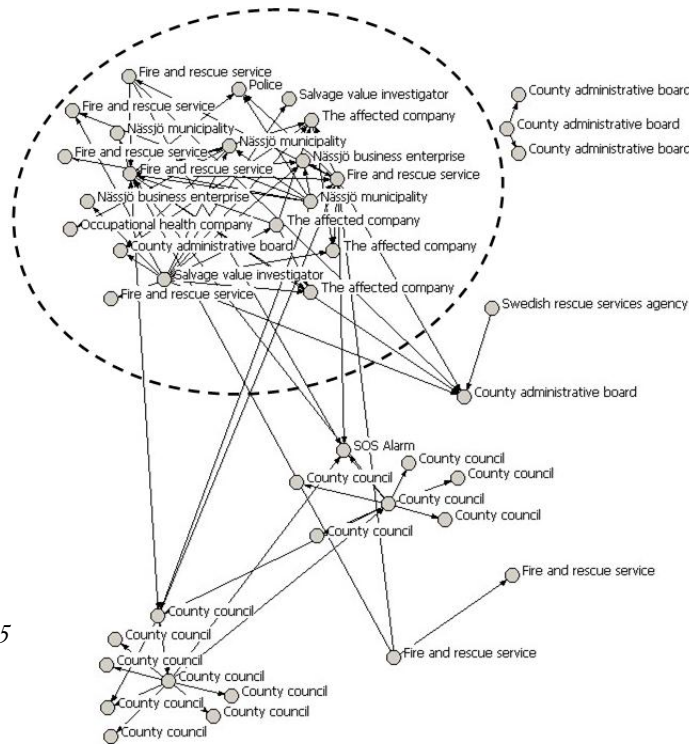 Fire and rescue service
Police
County administrative board
Salvage value investigator
Fire and rescue service
The affected company
County administrative board
Nässjö municipality
Nässjö municipality
County administrative board
Fire and rescue service
Nässjö business enterprise
Fire and rescue service
Fire and rescue service
Nässjö business enterprise
Nässjö municipality
Occupational health company
The affected company
County administrative board
The affected company
Salvage value investigator
Fire and rescue service
The affected company
Swedish rescue services agency
County administrative board
SOS Alarm
County council
County council
County council
County council
County council
County council
Fire and rescue service
County council
5
County council
Fire and rescue service
County council
County council
County council
County council
County council
County council